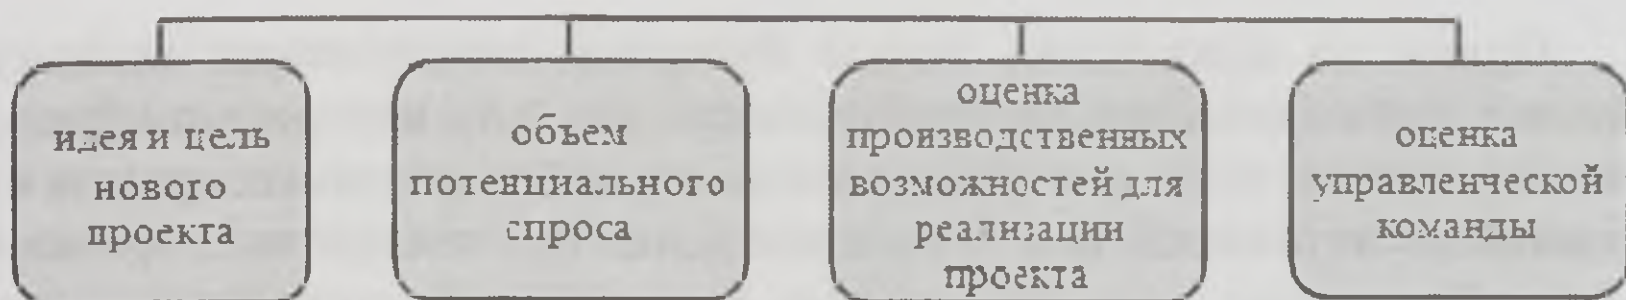 идея и цель
нового
проекта
объем
потенциального
спроса
оценка
производственных
возможностей для
реализации
проекта
оценка
управленческой
команды